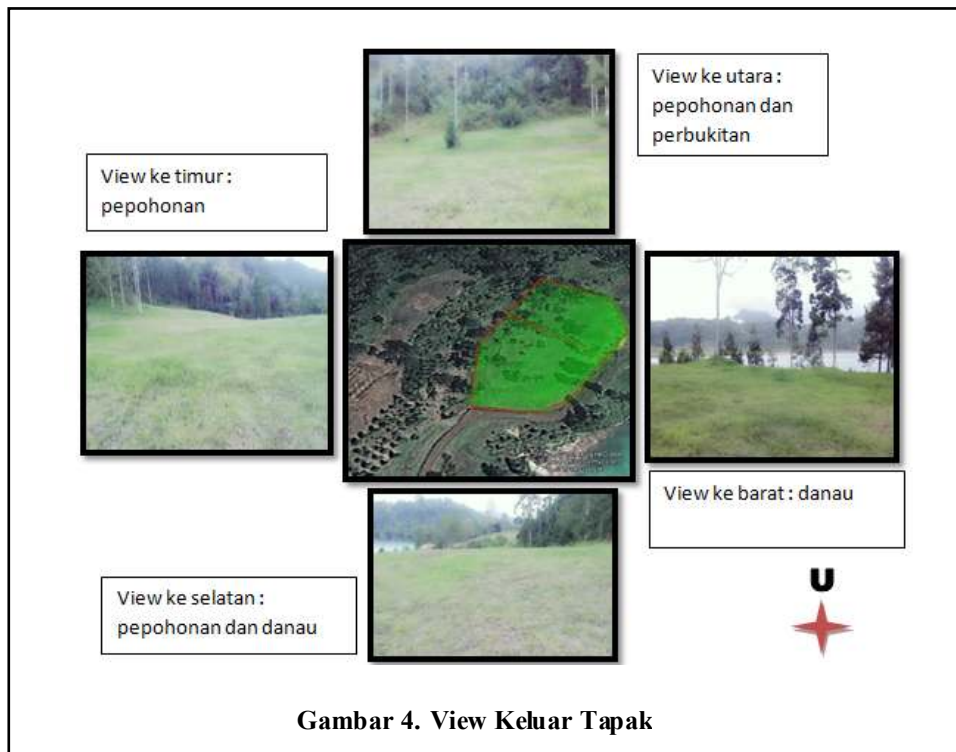 View ke utara :
pepohonan dan
perbukitan
View ke timur :
pepohonan
View ke barat : danau
View ke selatan :
pepohonan dan danau
U
Gambar 4. View Keluar Tapak